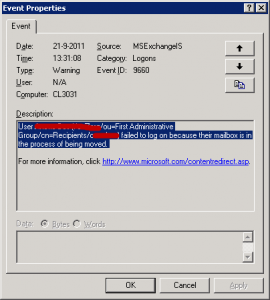 Event Properties
Event
Date: 21-9-2011 Source: MSExchangeIS
Time: 13:31:08 Category: Logons
Type: Warning Event ID: 9660
User: N/A
Computer: CL3031
Description:
User /ou=First Administrative
Group/cn=Recipients/c failed to log on because their mailbox is in
the process of being moved.
For more information, click http://www.microsoft.com/contentredirect.asp.
Data: Bytes Words
OK Cancel Apply